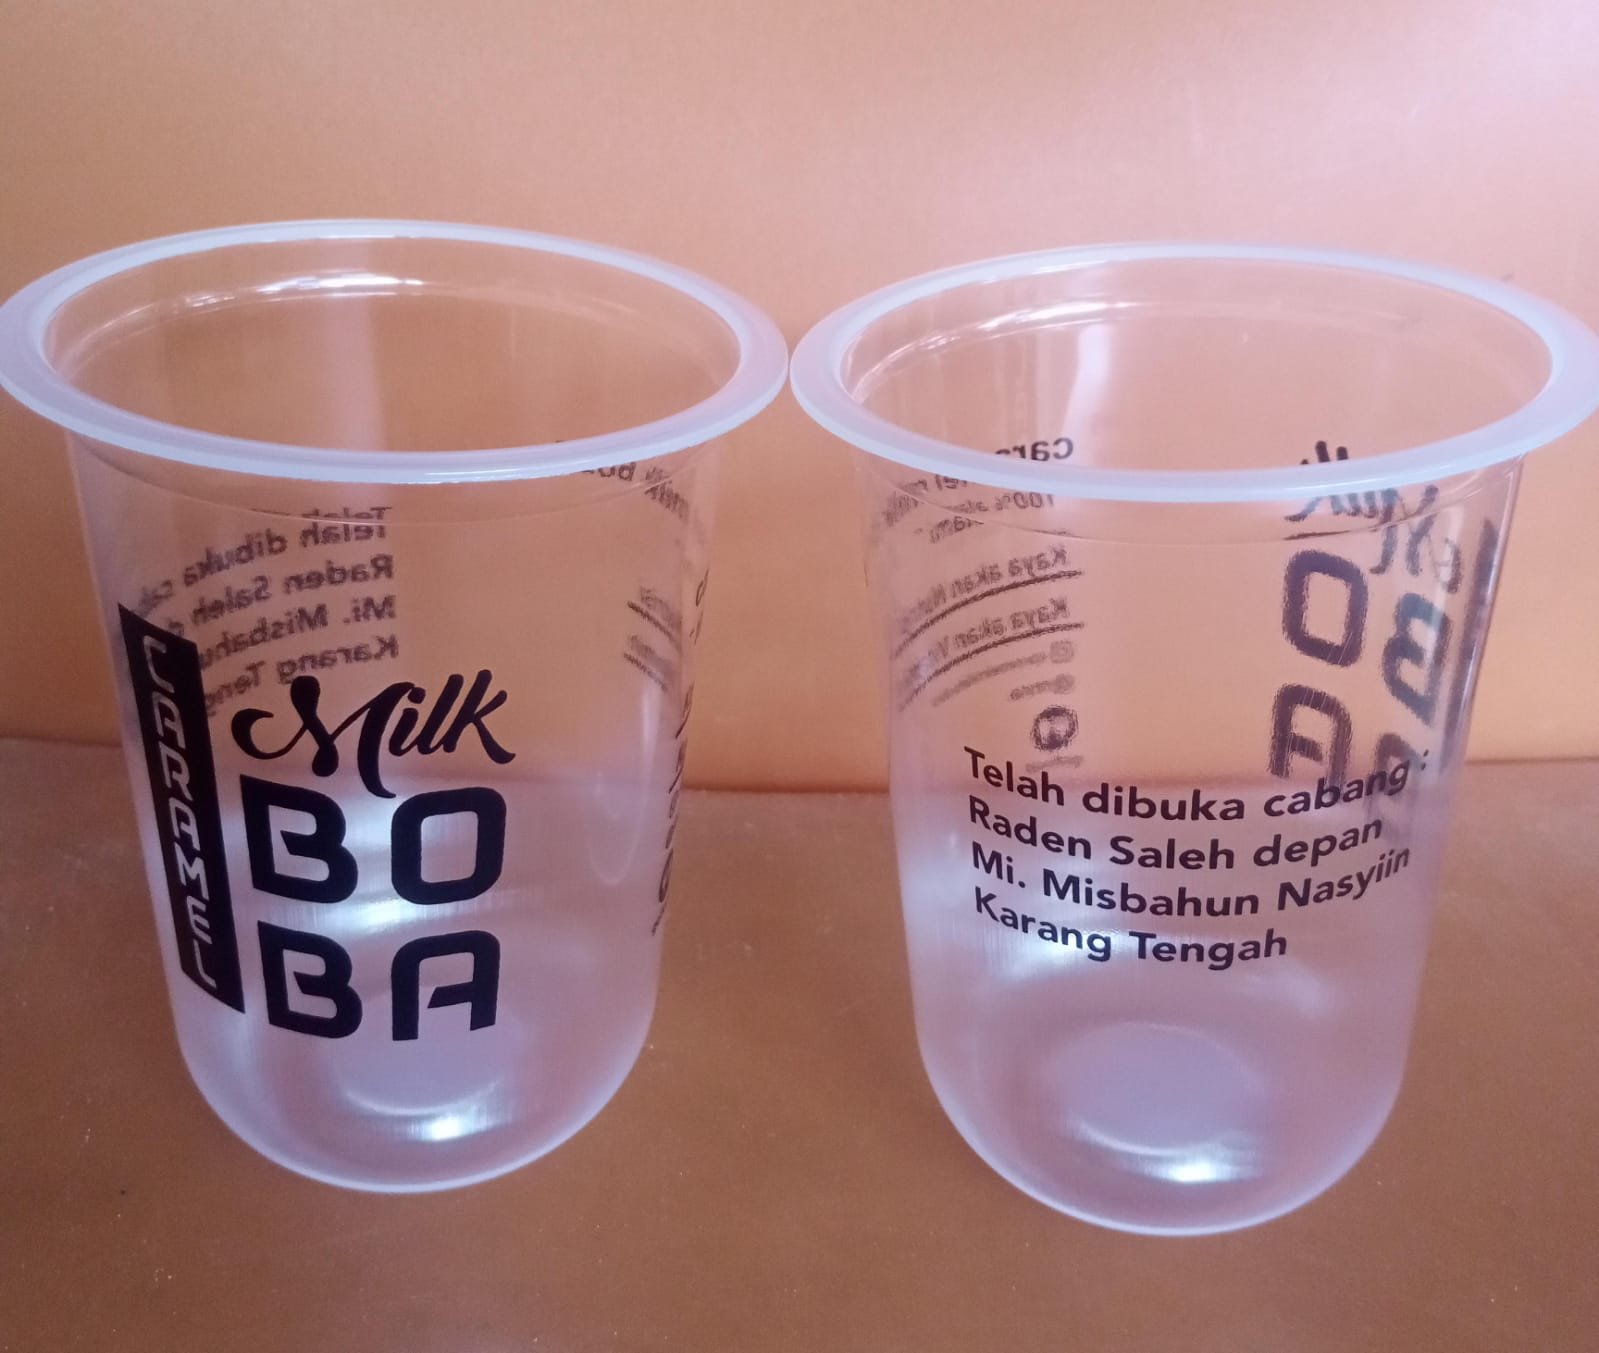 CARAMEL
Milk
BO
BA
Telah dibuka cabang :
Raden Saleh depan
Mi. Misbahun Nasyiin
Karang Tengah